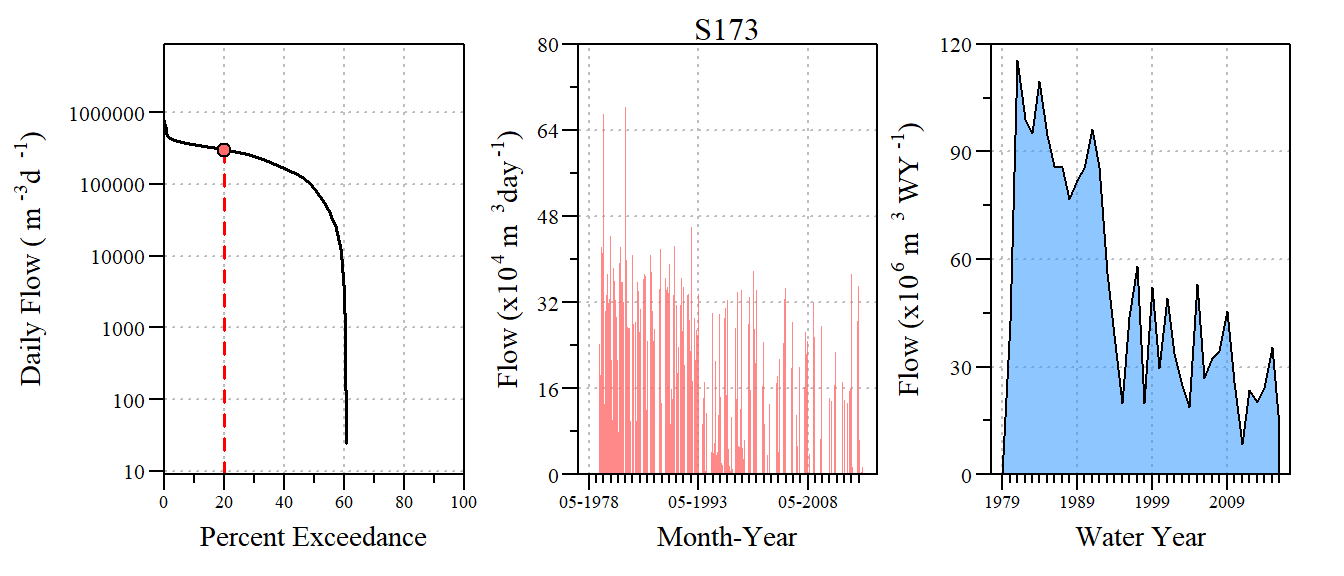 S173
Daily Flow ( m -3d -1)
1000000
100000
10000
1000
100
10
0 20 40 60 80 100
Percent Exceedance
Flow (x104 m 3day-1)
80
64
48
32
16
0
05-1978 05-1993 05-2008
Month-Year
Flow (x106 m 3 WY -1)
120
90
60
30
0
1979 1989 1999 2009
Water Year